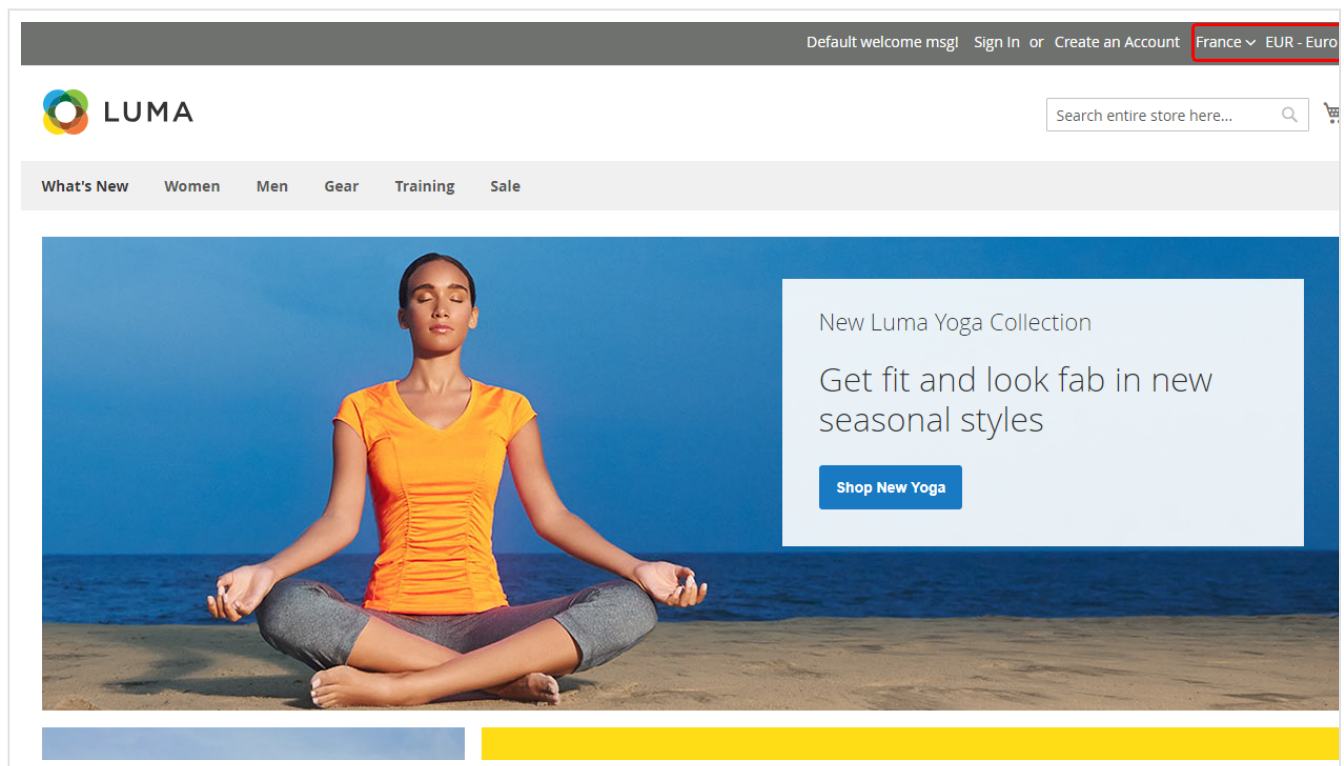 Default welcome msg! Sign In or Create an Account France EUR - Euro
LUMA
Search entire store here...
What's New Women Men Gear Training Sale
New Luma Yoga Collection
Get fit and look fab in new
seasonal styles
Shop New Yoga